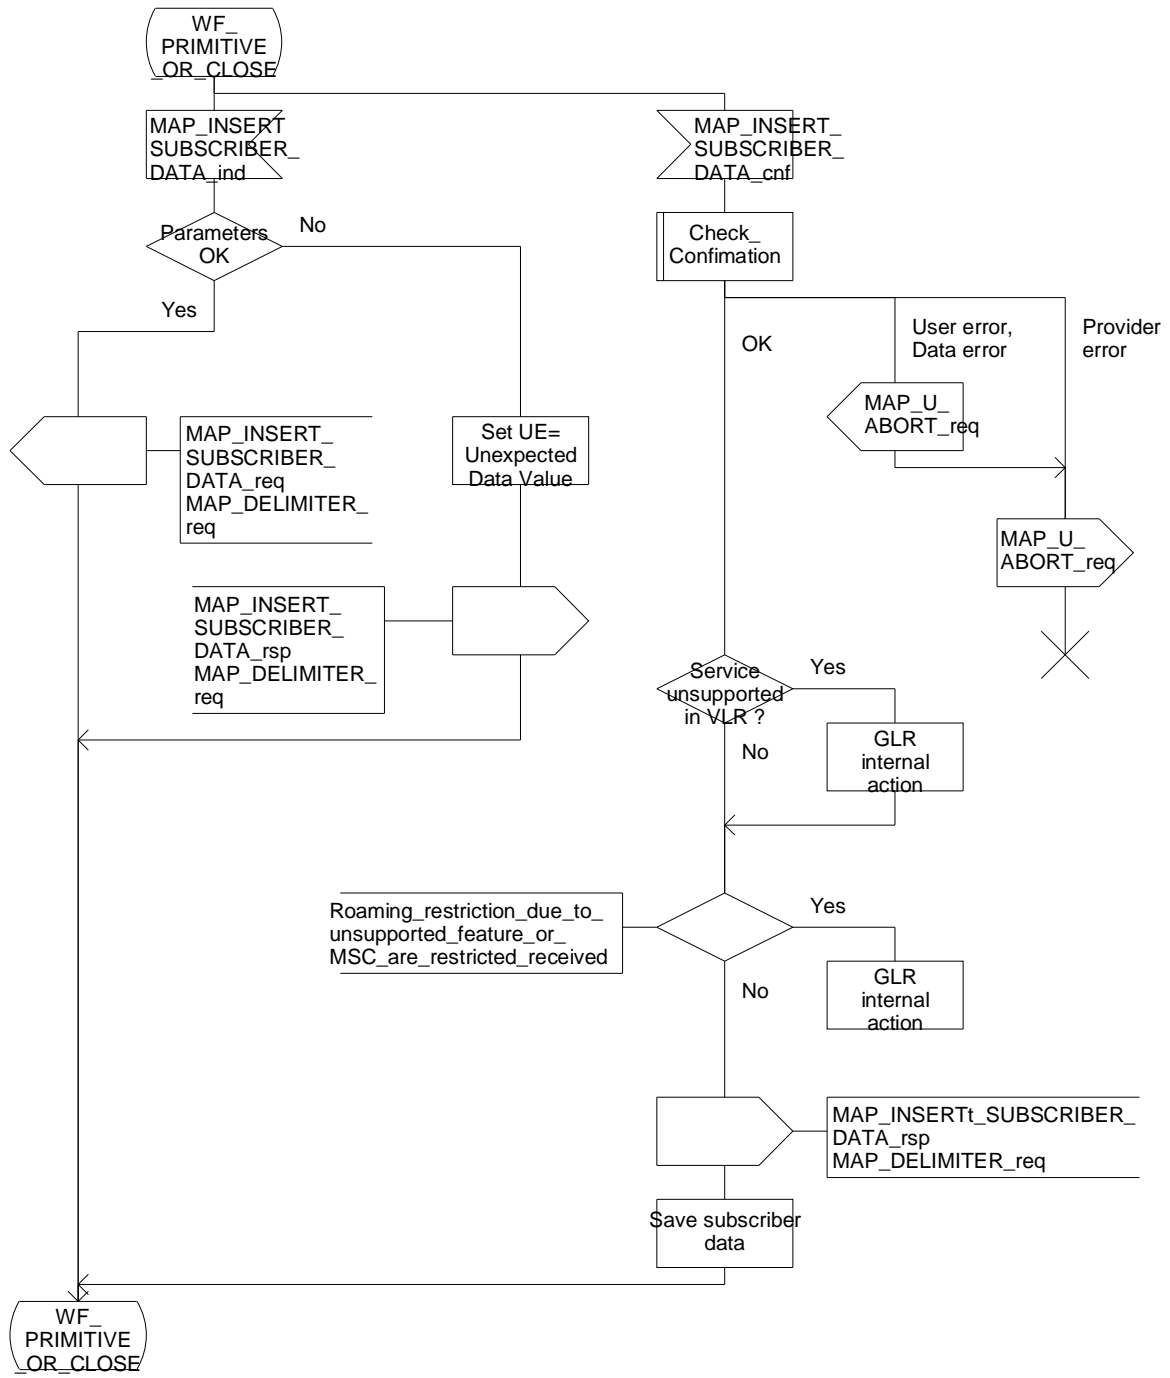 WF_
PRIMITIVE
_OR_CLOSE
MAP_INSERT
SUBSCRIBER_
DATA_ind
MAP_INSERT_
SUBSCRIBER_
DATA_cnf
Parameters
OK
No
Yes
Check_
Confimation
OK
User error,
Data error
Provider
error
MAP_U_
ABORT_req
MAP_INSERT_
SUBSCRIBER_
DATA_req
MAP_DELIMITER_
req
Set UE=
Unexpected
Data Value
MAP_U_
ABORT_req
MAP_INSERT_
SUBSCRIBER_
DATA_rsp
MAP_DELIMITER_
req
Service
unsupported
in VLR ?
Yes
No
GLR
internal
action
Roaming_restriction_due_to_
unsupported_feature_or_
MSC_are_restricted_received
Yes
No
GLR
internal
action
MAP_INSERTt_SUBSCRIBER_
DATA_rsp
MAP_DELIMITER_req
Save subscriber
data
WF_
PRIMITIVE
_OR_CLOSE